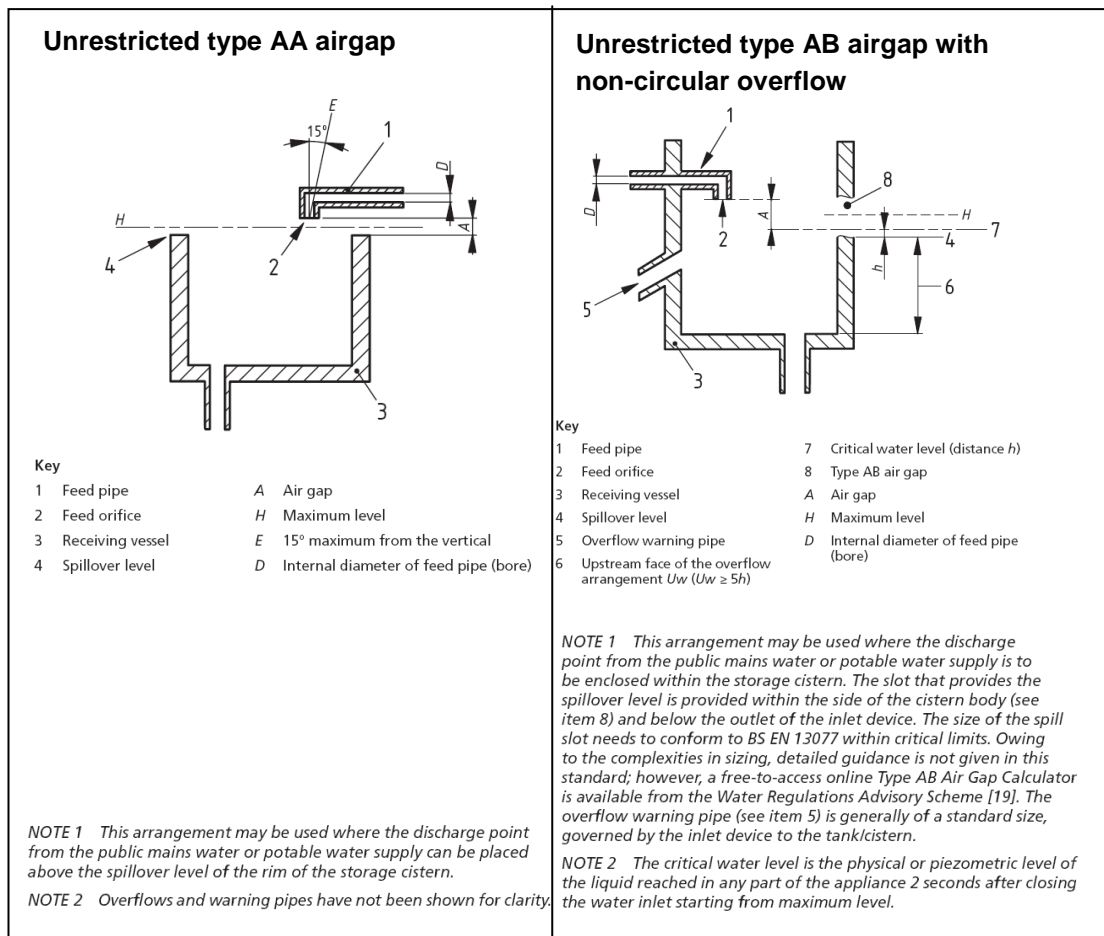 Unrestricted type AA airgap
E
15°
1
D
H
A
4
2
3
Key
1 Feed pipe
2 Feed orifice
3 Receiving vessel
4 Spillover level
A Air gap
H Maximum level
E 15° maximum from the vertical
D Internal diameter of feed pipe (bore)
NOTE 1 This arrangement may be used where the discharge point
from the public mains water or potable water supply can be placed
above the spillover level of the rim of the storage cistern.
NOTE 2 Overflows and warning pipes have not been shown for clarity.
Unrestricted type AB airgap with
non-circular overflow
1
8
D
A
H
2
7
4
h
5
6
3
Key
1 Feed pipe
2 Feed orifice
3 Receiving vessel
4 Spillover level
5 Overflow warning pipe
6 Upstream face of the overflow
arrangement Uw (Uw ≥ 5h)
7 Critical water level (distance h)
8 Type AB air gap
A Air gap
H Maximum level
D Internal diameter of feed pipe
(bore)
NOTE 1 This arrangement may be used where the discharge
point from the public mains water or potable water supply is to
be enclosed within the storage cistern. The slot that provides the
spillover level is provided within the side of the cistern body (see
item 8) and below the outlet of the inlet device. The size of the spill
slot needs to conform to BS EN 13077 within critical limits. Owing
to the complexities in sizing, detailed guidance is not given in this
standard; however, a free-to-access online Type AB Air Gap Calculator
is available from the Water Regulations Advisory Scheme [19]. The
overflow warning pipe (see item 5) is generally of a standard size,
governed by the inlet device to the tank/cistern.
NOTE 2 The critical water level is the physical or piezometric level of
the liquid reached in any part of the appliance 2 seconds after closing
the water inlet starting from maximum level.